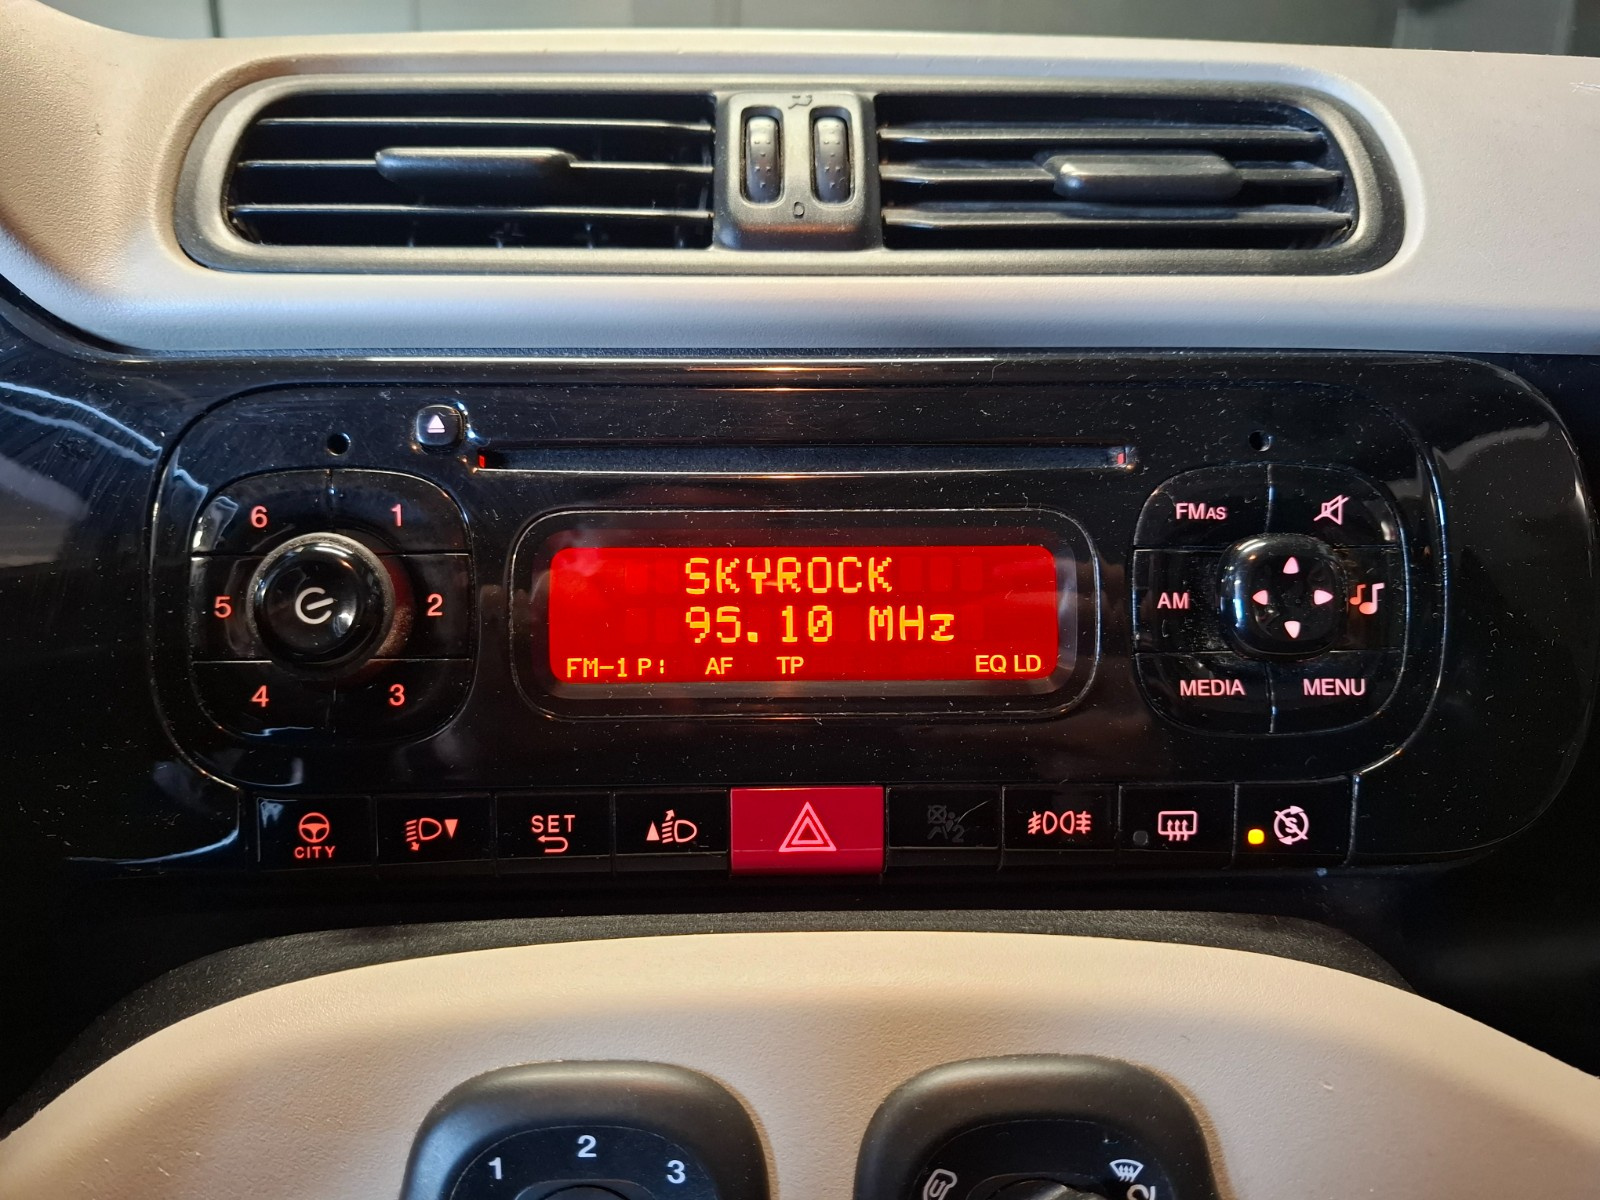 6 1
5 2
4 3
SKYROCK
95.10 MHz
FM-1 P: AF TP EQ LD
FMAS
AM
MEDIA MENU
CITY
SET
2
1 2 3